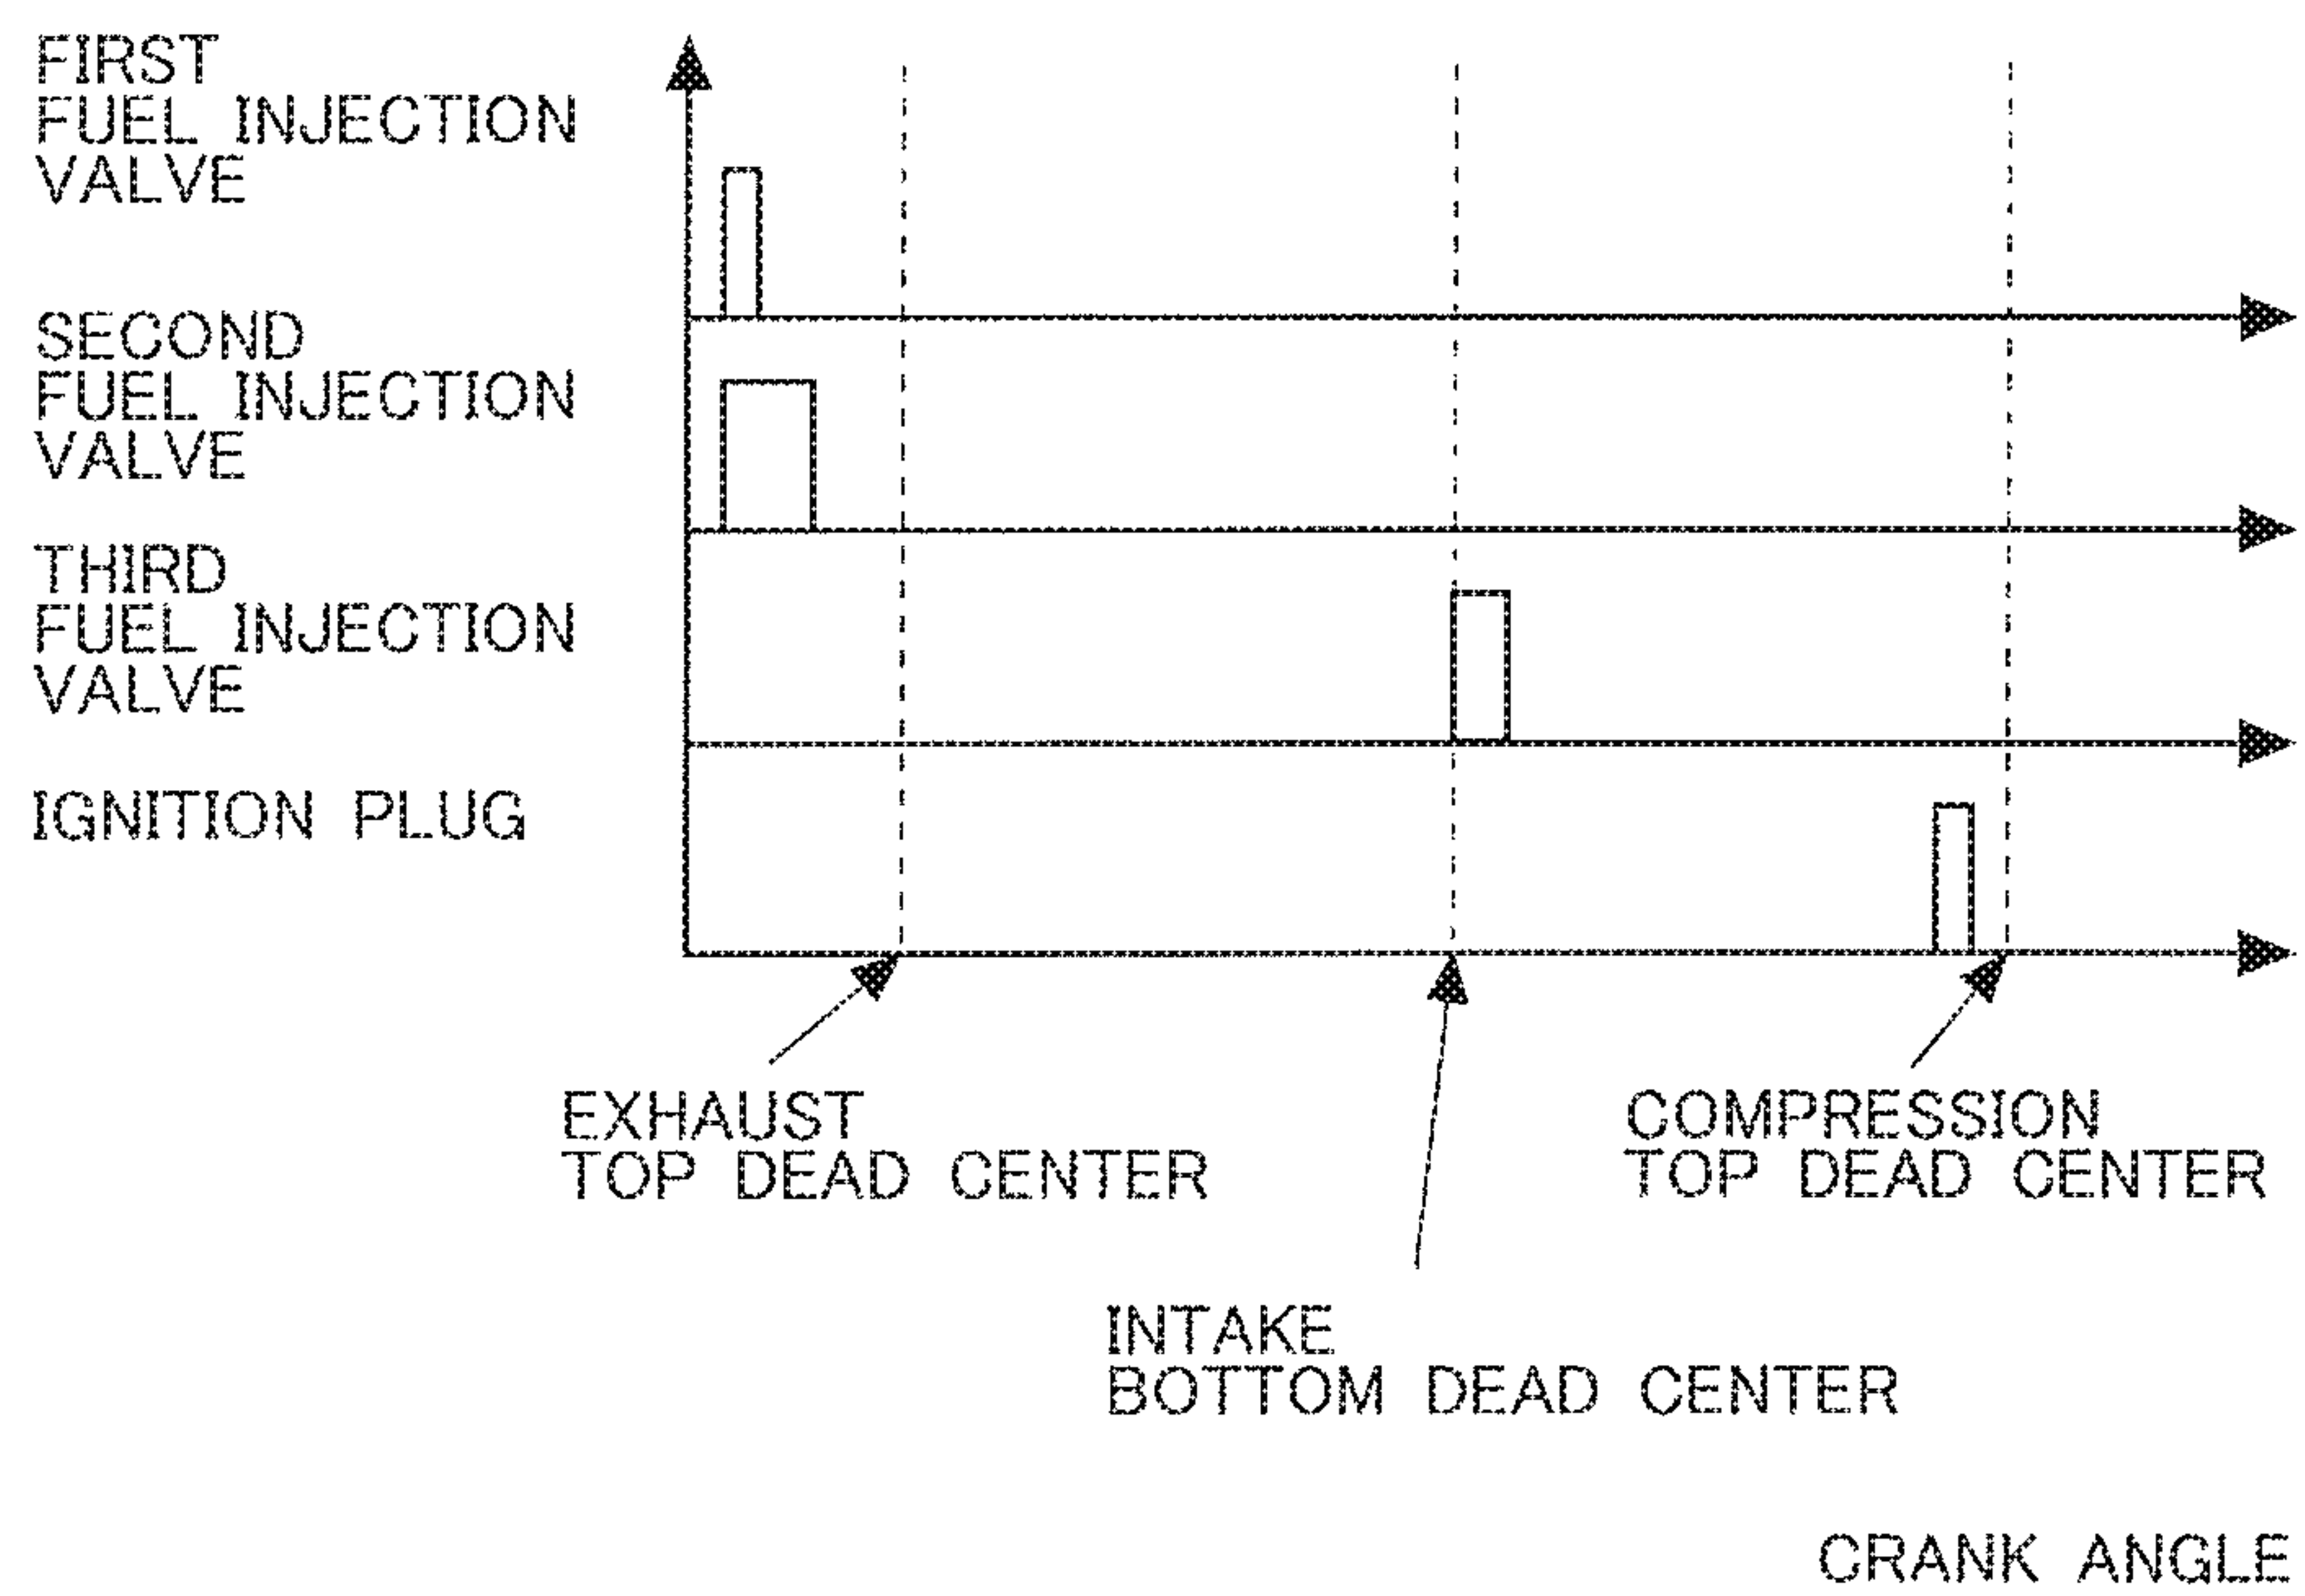 FIRST
FUEL INJECTION
VALVE
SECOND
FUEL INJECTION
VALVE
THIRD
FUEL INJECTION
VALVE
IGNITION PLUG
EXHAUST
TOP DEAD CENTER
COMPRESSION
TOP DEAD CENTER
INTAKE
BOTTOM DEAD CENTER
CRANK ANGLE